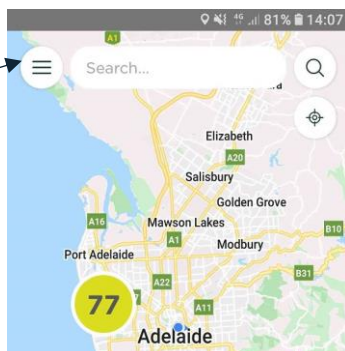 4G 81% 14:07
A1
Search...
Elizabeth
A20
Salisbury
Golden Grove
A16
Mawson Lakes
B10
A1
Modbury
Port Adelaide
B31
A22
77
A11
Adelaide